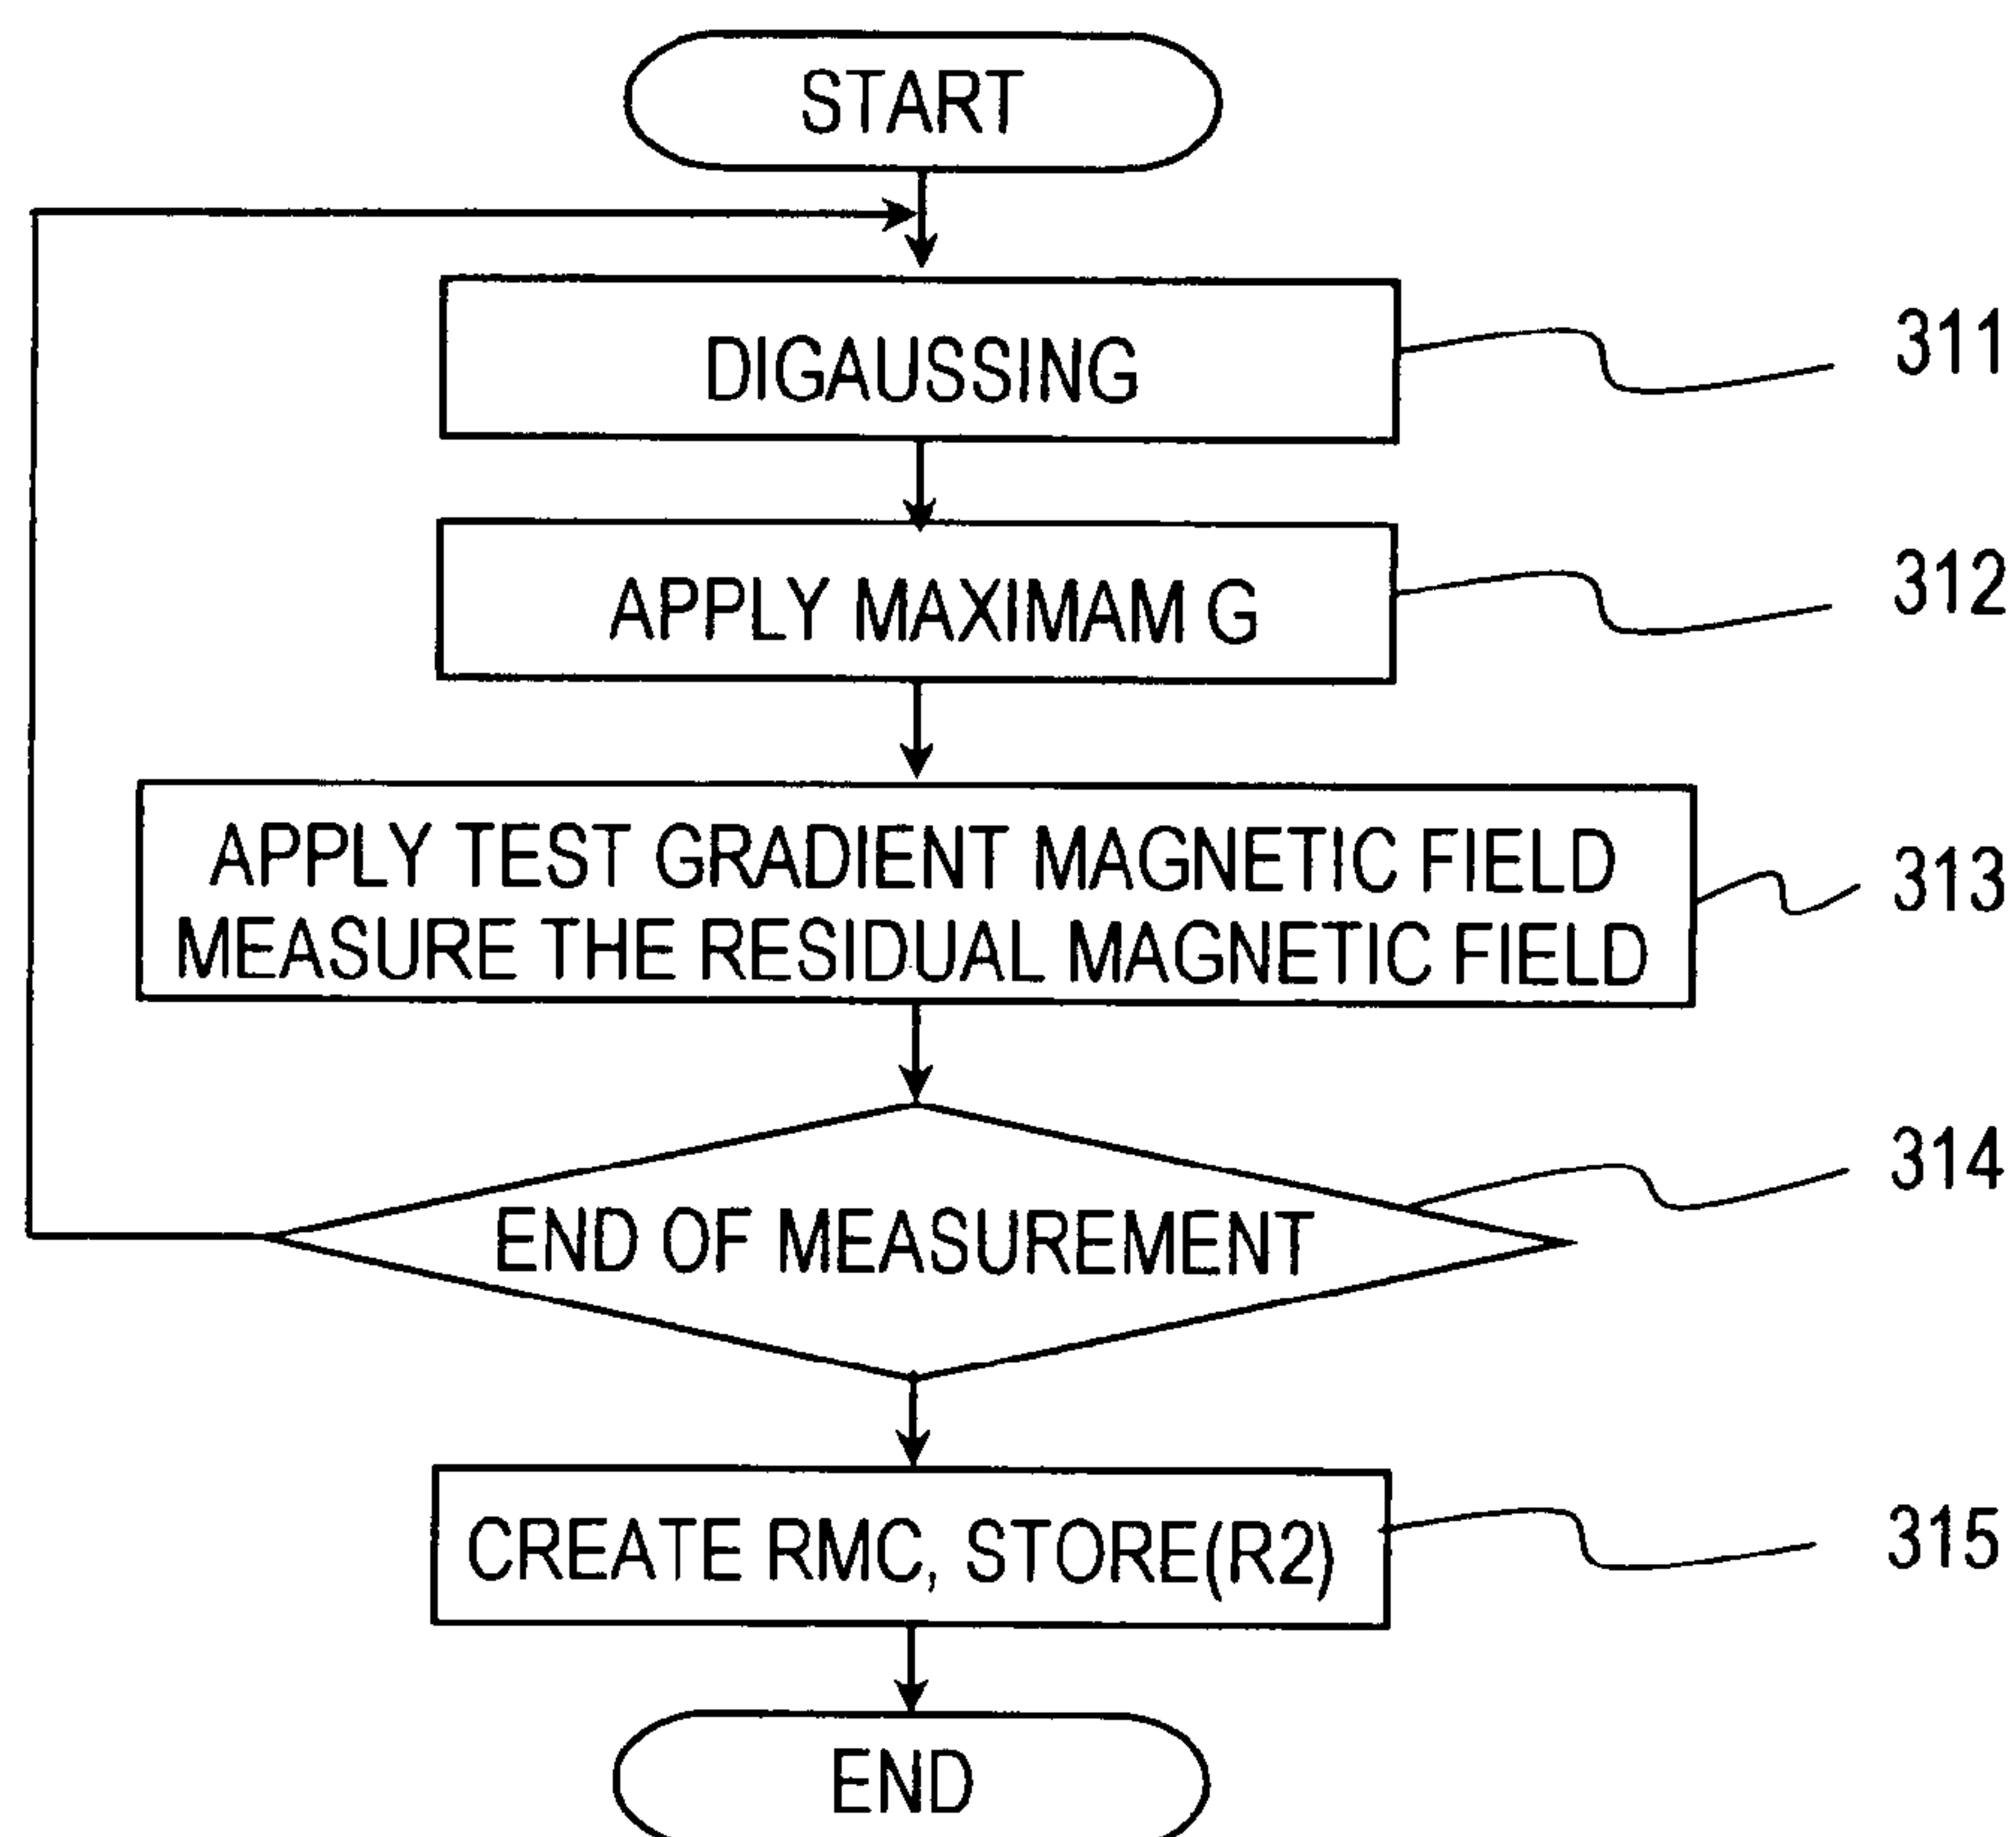 START
DIGAUSSING
311
APPLY MAXIMAM G
312
APPLY TEST GRADIENT MAGNETIC FIELD
MEASURE THE RESIDUAL MAGNETIC FIELD
313
END OF MEASUREMENT
314
CREATE RMC, STORE(R2)
315
END